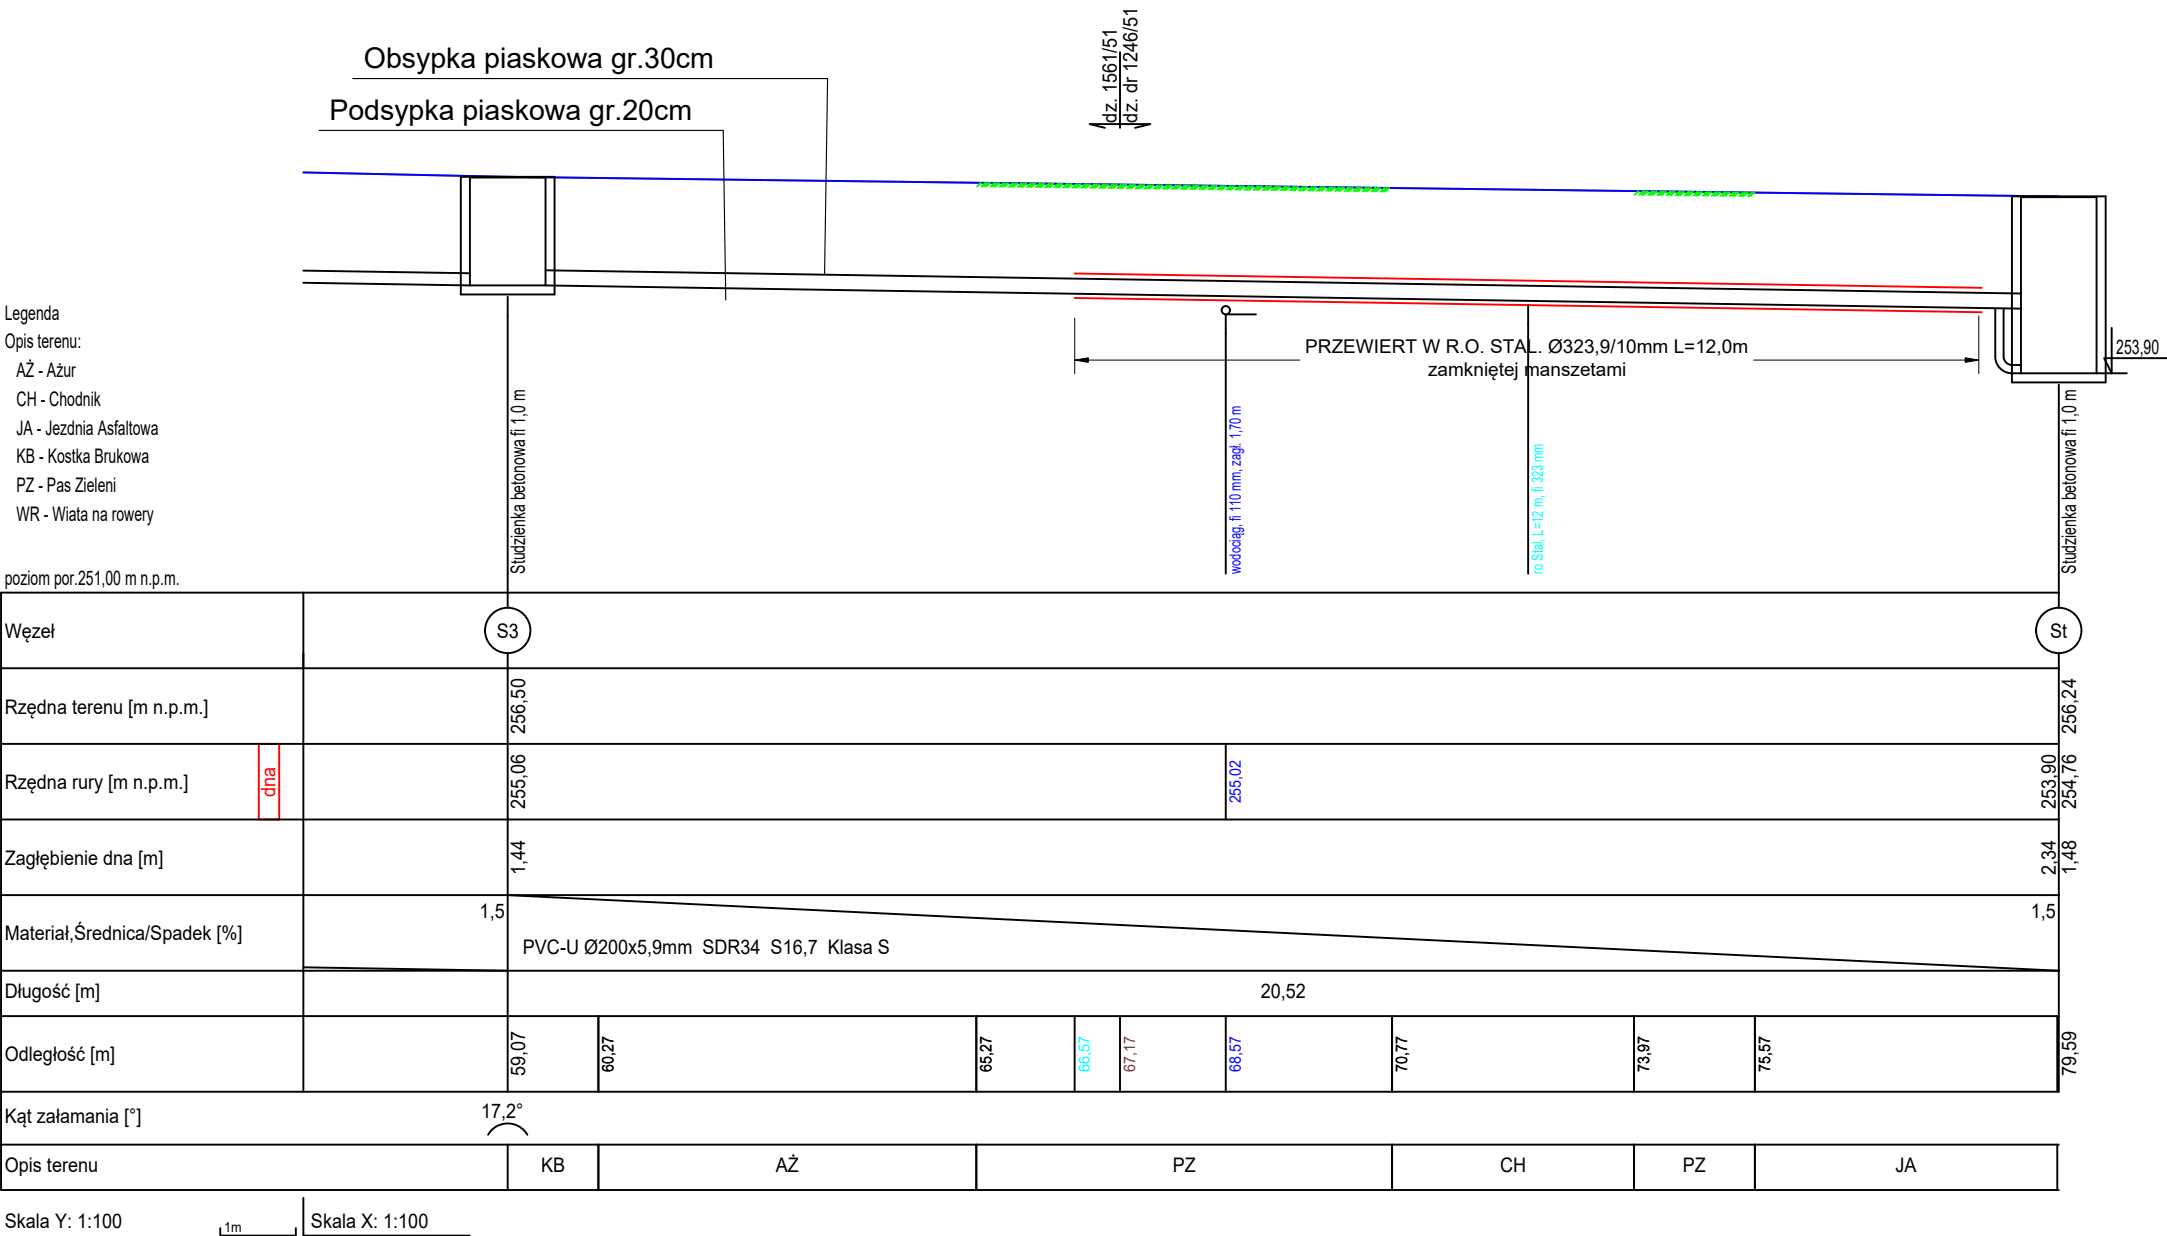 Obsypka piaskowa gr.30cm
Podsypka piaskowa gr.20cm
dz. 1561/51
dz. dr 1246/51
Legenda
Opis terenu:
AŻ - Ażur
CH - Chodnik
JA - Jezdnia Asfaltowa
KB - Kostka Brukowa
PZ - Pas Zieleni
WR - Wiata na rowery
PRZEWIERT W R.O. STAL. Ø323,9/10mm L=12,0m
zamkniętej manszetami
253,90
Studzienka betonowa fi 1,0 m
wodociąg, fi 110 mm, zagł. 1,70 m
ro Stal, L=12 m, fi 323 mm
Studzienka betonowa fi 1,0 m
poziom por.251,00 m n.p.m.
Węzeł S3 St
Rzędna terenu [m n.p.m.] 256,50 256,24
Rzędna rury [m n.p.m.] dna 255,06 255,02 253,90 254,76
Zagłębienie dna [m] 1,44 2,34 1,48
Materiał,Średnica/Spadek [%] 1,5 PVC-U Ø200x5,9mm SDR34 S16,7 Klasa S 1,5
Długość [m] 20,52
Odległość [m] 59,07 60,27 65,27 66,57 67,17 68,57 70,77 73,97 75,57 79,59
Kąt załamania [°] 17,2°
Opis terenu KB AŻ PZ CH PZ JA
Skala Y: 1:100 1m Skala X: 1:100